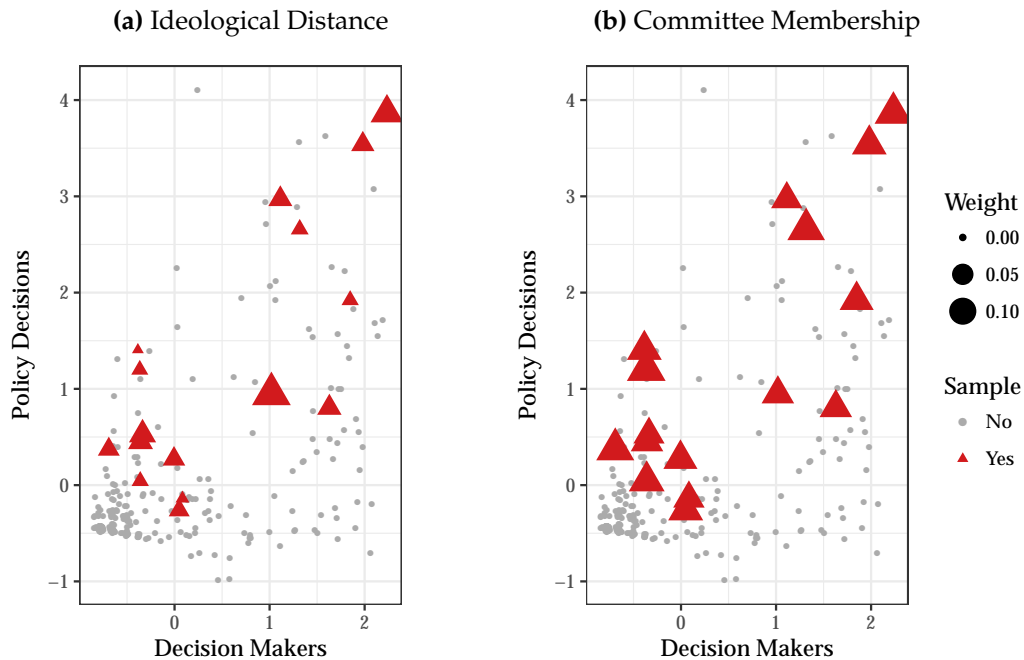 (a) Ideological Distance
(b) Committee Membership
Policy Decisions
4
3
2
1
0
−1
0
1
2
Decision Makers
Policy Decisions
4
3
2
1
0
−1
0
1
2
Decision Makers
Weight
0.00
0.05
0.10
Sample
No
Yes